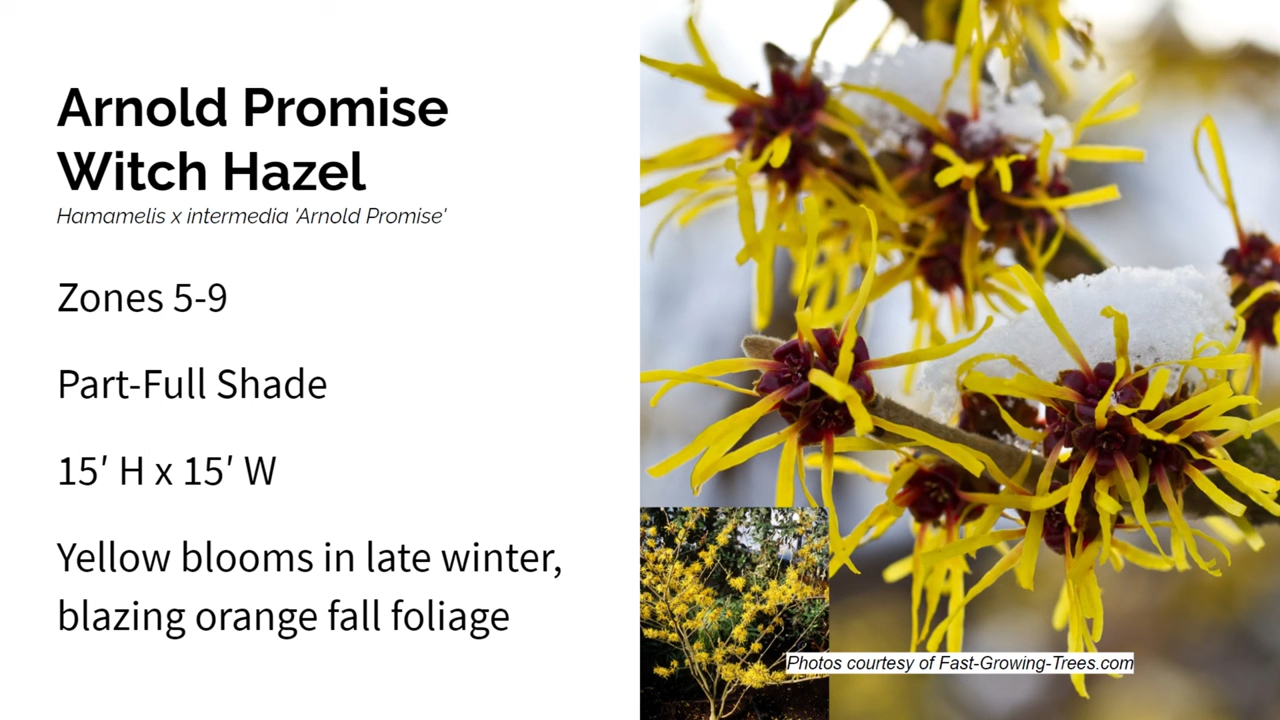 Arnold Promise
Witch Hazel
Hamamelis x intermedia 'Arnold Promise'
Zones 5-9
Part-Full Shade
15′ H x 15′ W
Yellow blooms in late winter,
blazing orange fall foliage
Photos courtesy of Fast-Growing-Trees.com